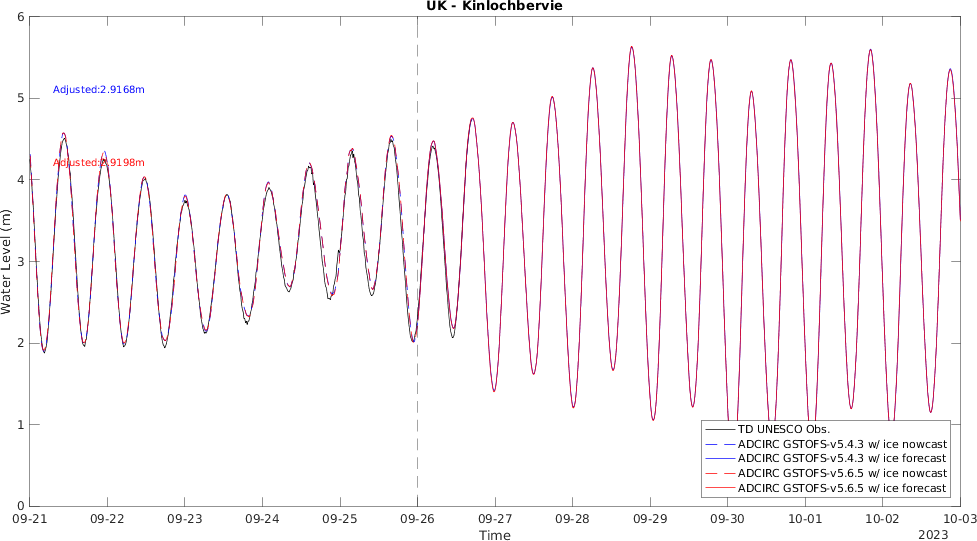 UK - Kinlochbervie
Water Level (m)
6
5
4
3
2
1
0
Adjusted:2.9168m
Adjusted:2.9198m
TD UNESCO Obs.
ADCIRC GSTOFS-v5.4.3 w/ ice nowcast
ADCIRC GSTOFS-v5.4.3 w/ ice forecast
ADCIRC GSTOFS-v5.6.5 w/ ice nowcast
ADCIRC GSTOFS-v5.6.5 w/ ice forecast
09-21 09-22 09-23 09-24 09-25 09-26 09-27 09-28 09-29 09-30 10-01 10-02 10-03
Time
2023